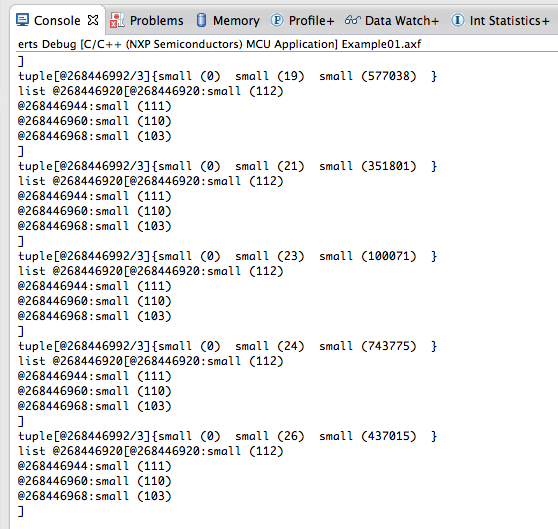 Console Problems Memory Profile+ Data Watch+ Int Statistics+
erts Debug [C/C++ (NXP Semiconductors) MCU Application] Example01.axf
]
tuple[@268446992/3]{small (0)  small (19)  small (577038)  }
list @268446920[@268446920:small (112)
@268446944:small (111)
@268446960:small (110)
@268446968:small (103)
]
tuple[@268446992/3]{small (0)  small (21)  small (351801)  }
list @268446920[@268446920:small (112)
@268446944:small (111)
@268446960:small (110)
@268446968:small (103)
]
tuple[@268446992/3]{small (0)  small (23)  small (100071)  }
list @268446920[@268446920:small (112)
@268446944:small (111)
@268446960:small (110)
@268446968:small (103)
]
tuple[@268446992/3]{small (0)  small (24)  small (743775)  }
list @268446920[@268446920:small (112)
@268446944:small (111)
@268446960:small (110)
@268446968:small (103)
]
tuple[@268446992/3]{small (0)  small (26)  small (437015)  }
list @268446920[@268446920:small (112)
@268446944:small (111)
@268446960:small (110)
@268446968:small (103)
]